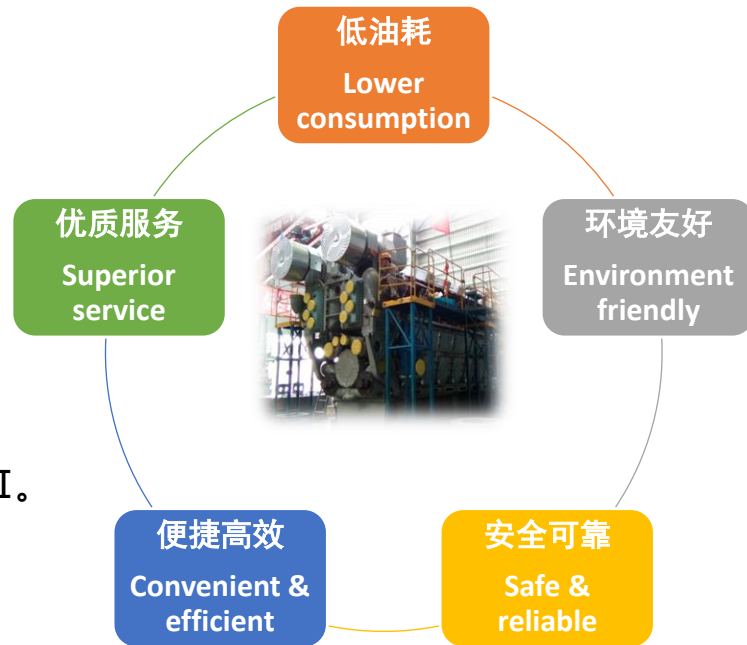 低油耗
Lower
consumption
环境友好
Environment
friendly
安全可靠
Safe &
reliable
便捷高效
Convenient &
efficient
优质服务
Superior
service